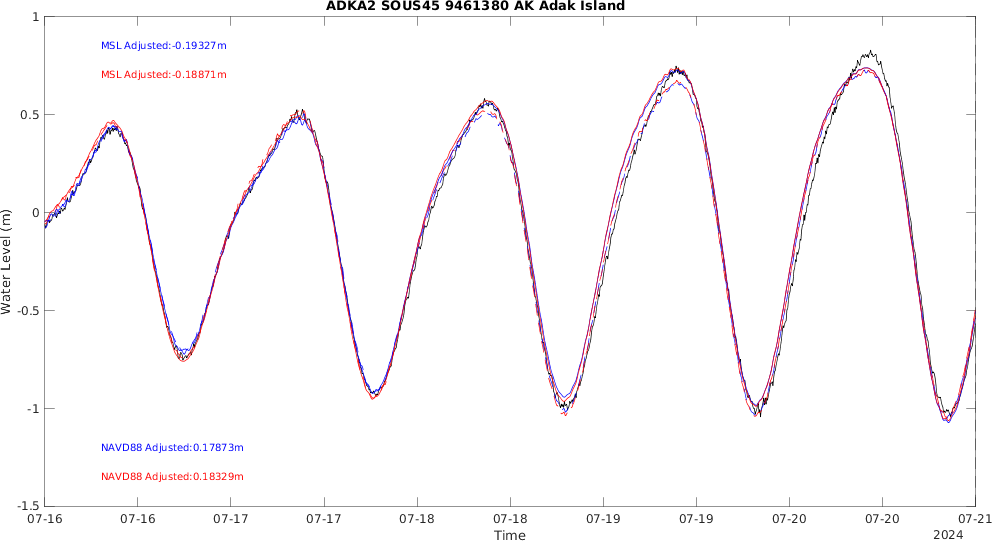 ADKA2 SOUS45 9461380 AK Adak Island
1
MSL Adjusted:-0.19327m
MSL Adjusted:-0.18871m
0.5
0
Water Level (m)
-0.5
-1
NAVD88 Adjusted:0.17873m
NAVD88 Adjusted:0.18329m
-1.5
07-16 07-16 07-17 07-17 07-18 07-18 07-19 07-19 07-20 07-20 07-21
Time
2024